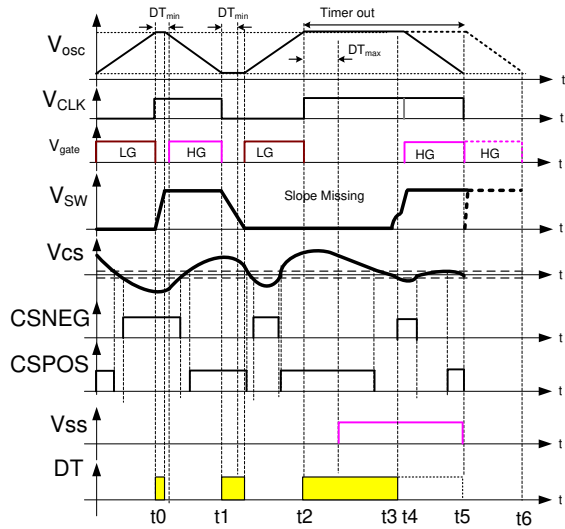 DTmin DTmin Timer out
Vosc DTmax
t
VCLK
t
Vgate LG HG LG HG HG
t
VSW Slope Missing
t
Vcs
t
CSNEG
t
CSPOS
t
Vss
t
DT
t
t0 t1 t2 t3 t4 t5 t6